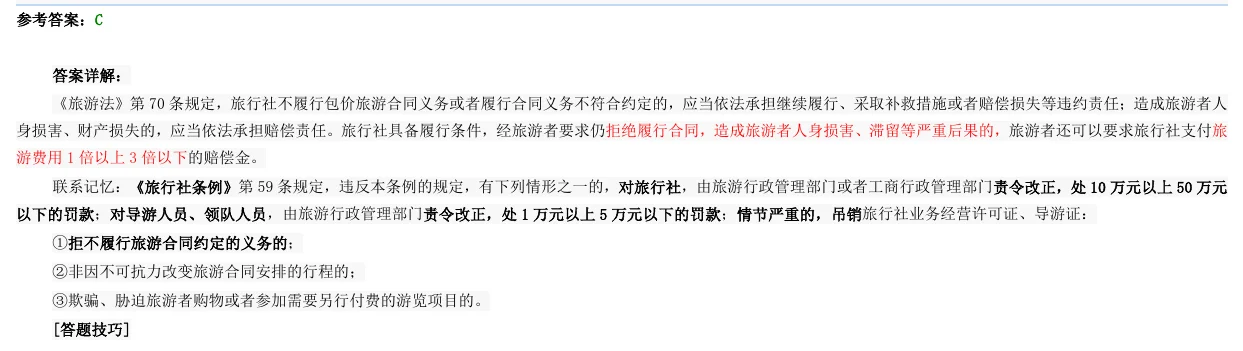 参考答案：C
答案详解：
《旅游法》第 70 条规定，旅行社不履行包价旅游合同义务或者履行合同义务不符合约定的，应当依法承担继续履行、采取补救措施或者赔偿损失等违约责任；造成旅游者人
身损害、财产损失的，应当依法承担赔偿责任。旅行社具备履行条件，经旅游者要求仍拒绝履行合同，造成旅游者人身损害、滞留等严重后果的，旅游者还可以要求旅行社支付旅
游费用 1 倍以上 3 倍以下的赔偿金。
联系记忆：《旅行社条例》第 59 条规定，违反本条例的规定，有下列情形之一的，对旅行社，由旅游行政管理部门或者工商行政管理部门责令改正，处 10 万元以上 50 万元
以下的罚款；对导游人员、领队人员，由旅游行政管理部门责令改正，处 1 万元以上 5 万元以下的罚款；情节严重的，吊销旅行社业务经营许可证、导游证：
①拒不履行旅游合同约定的义务的；
②非因不可抗力改变旅游合同安排的行程的；
③欺骗、胁迫旅游者购物或者参加需要另行付费的游览项目的。
[答题技巧]